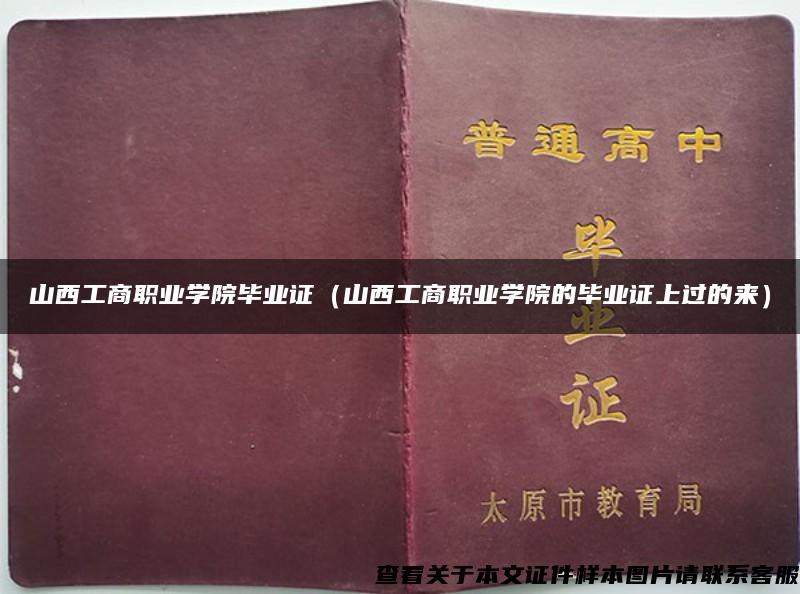 普通高中
毕
山西工商职业学院毕业证（山西工商职业学院的毕业证上过的来）
业
证
太原市教育局
查看关于本文证件样本图片请联系客服